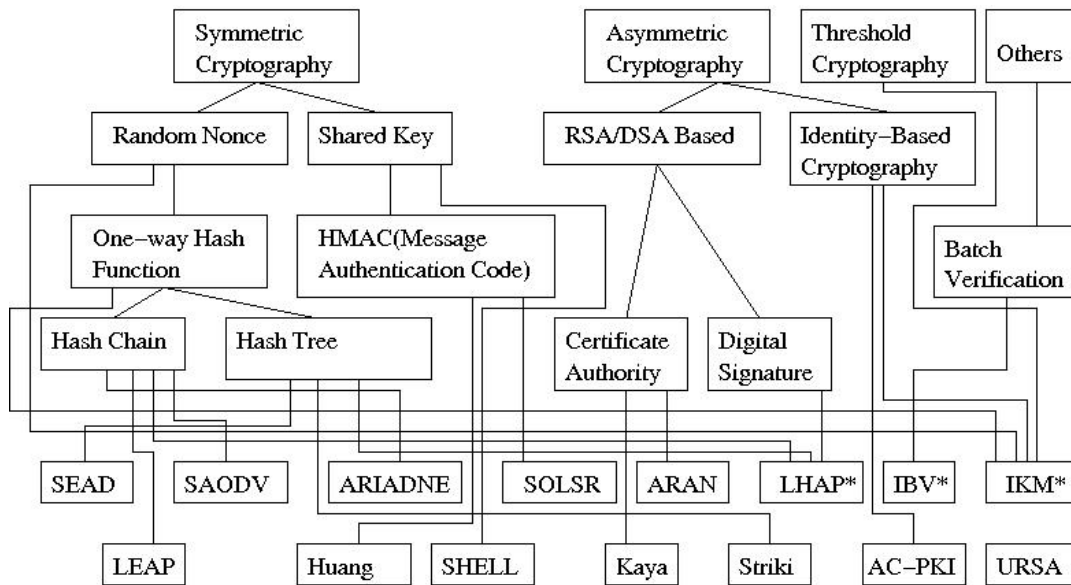 Symmetric
Cryptography
Asymmetric
Cryptography
Threshold
Cryptography
Others
Random Nonce
Shared Key
RSA/DSA Based
Identity-Based
Cryptography
One-way Hash
Function
HMAC(Message
Authentication Code)
Batch
Verification
Hash Chain
Hash Tree
Certificate
Authority
Digital
Signature
SEAD
SAODV
ARIADNE
SOLSR
ARAN
LHAP*
IBV*
IKM*
LEAP
Huang
SHELL
Kaya
Striki
AC-PKI
URSA